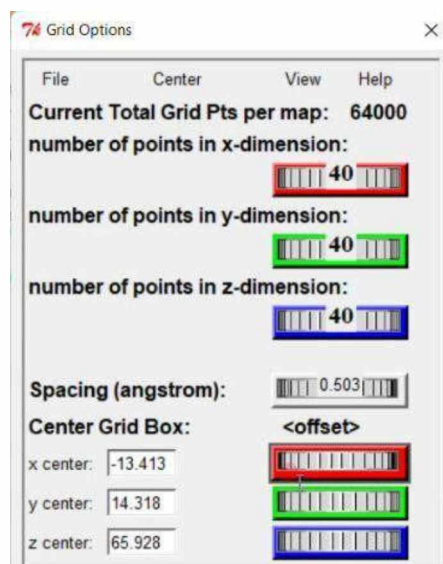 7% Grid Options
File Center View Help
Current Total Grid Pts per map: 64000
number of points in x-dimension:
40
number of points in y-dimension:
40
number of points in z-dimension:
40
Spacing (angstrom): 0.503
Center Grid Box: <offset>
x center: -13.413
y center: 14.318
z center: 65.928